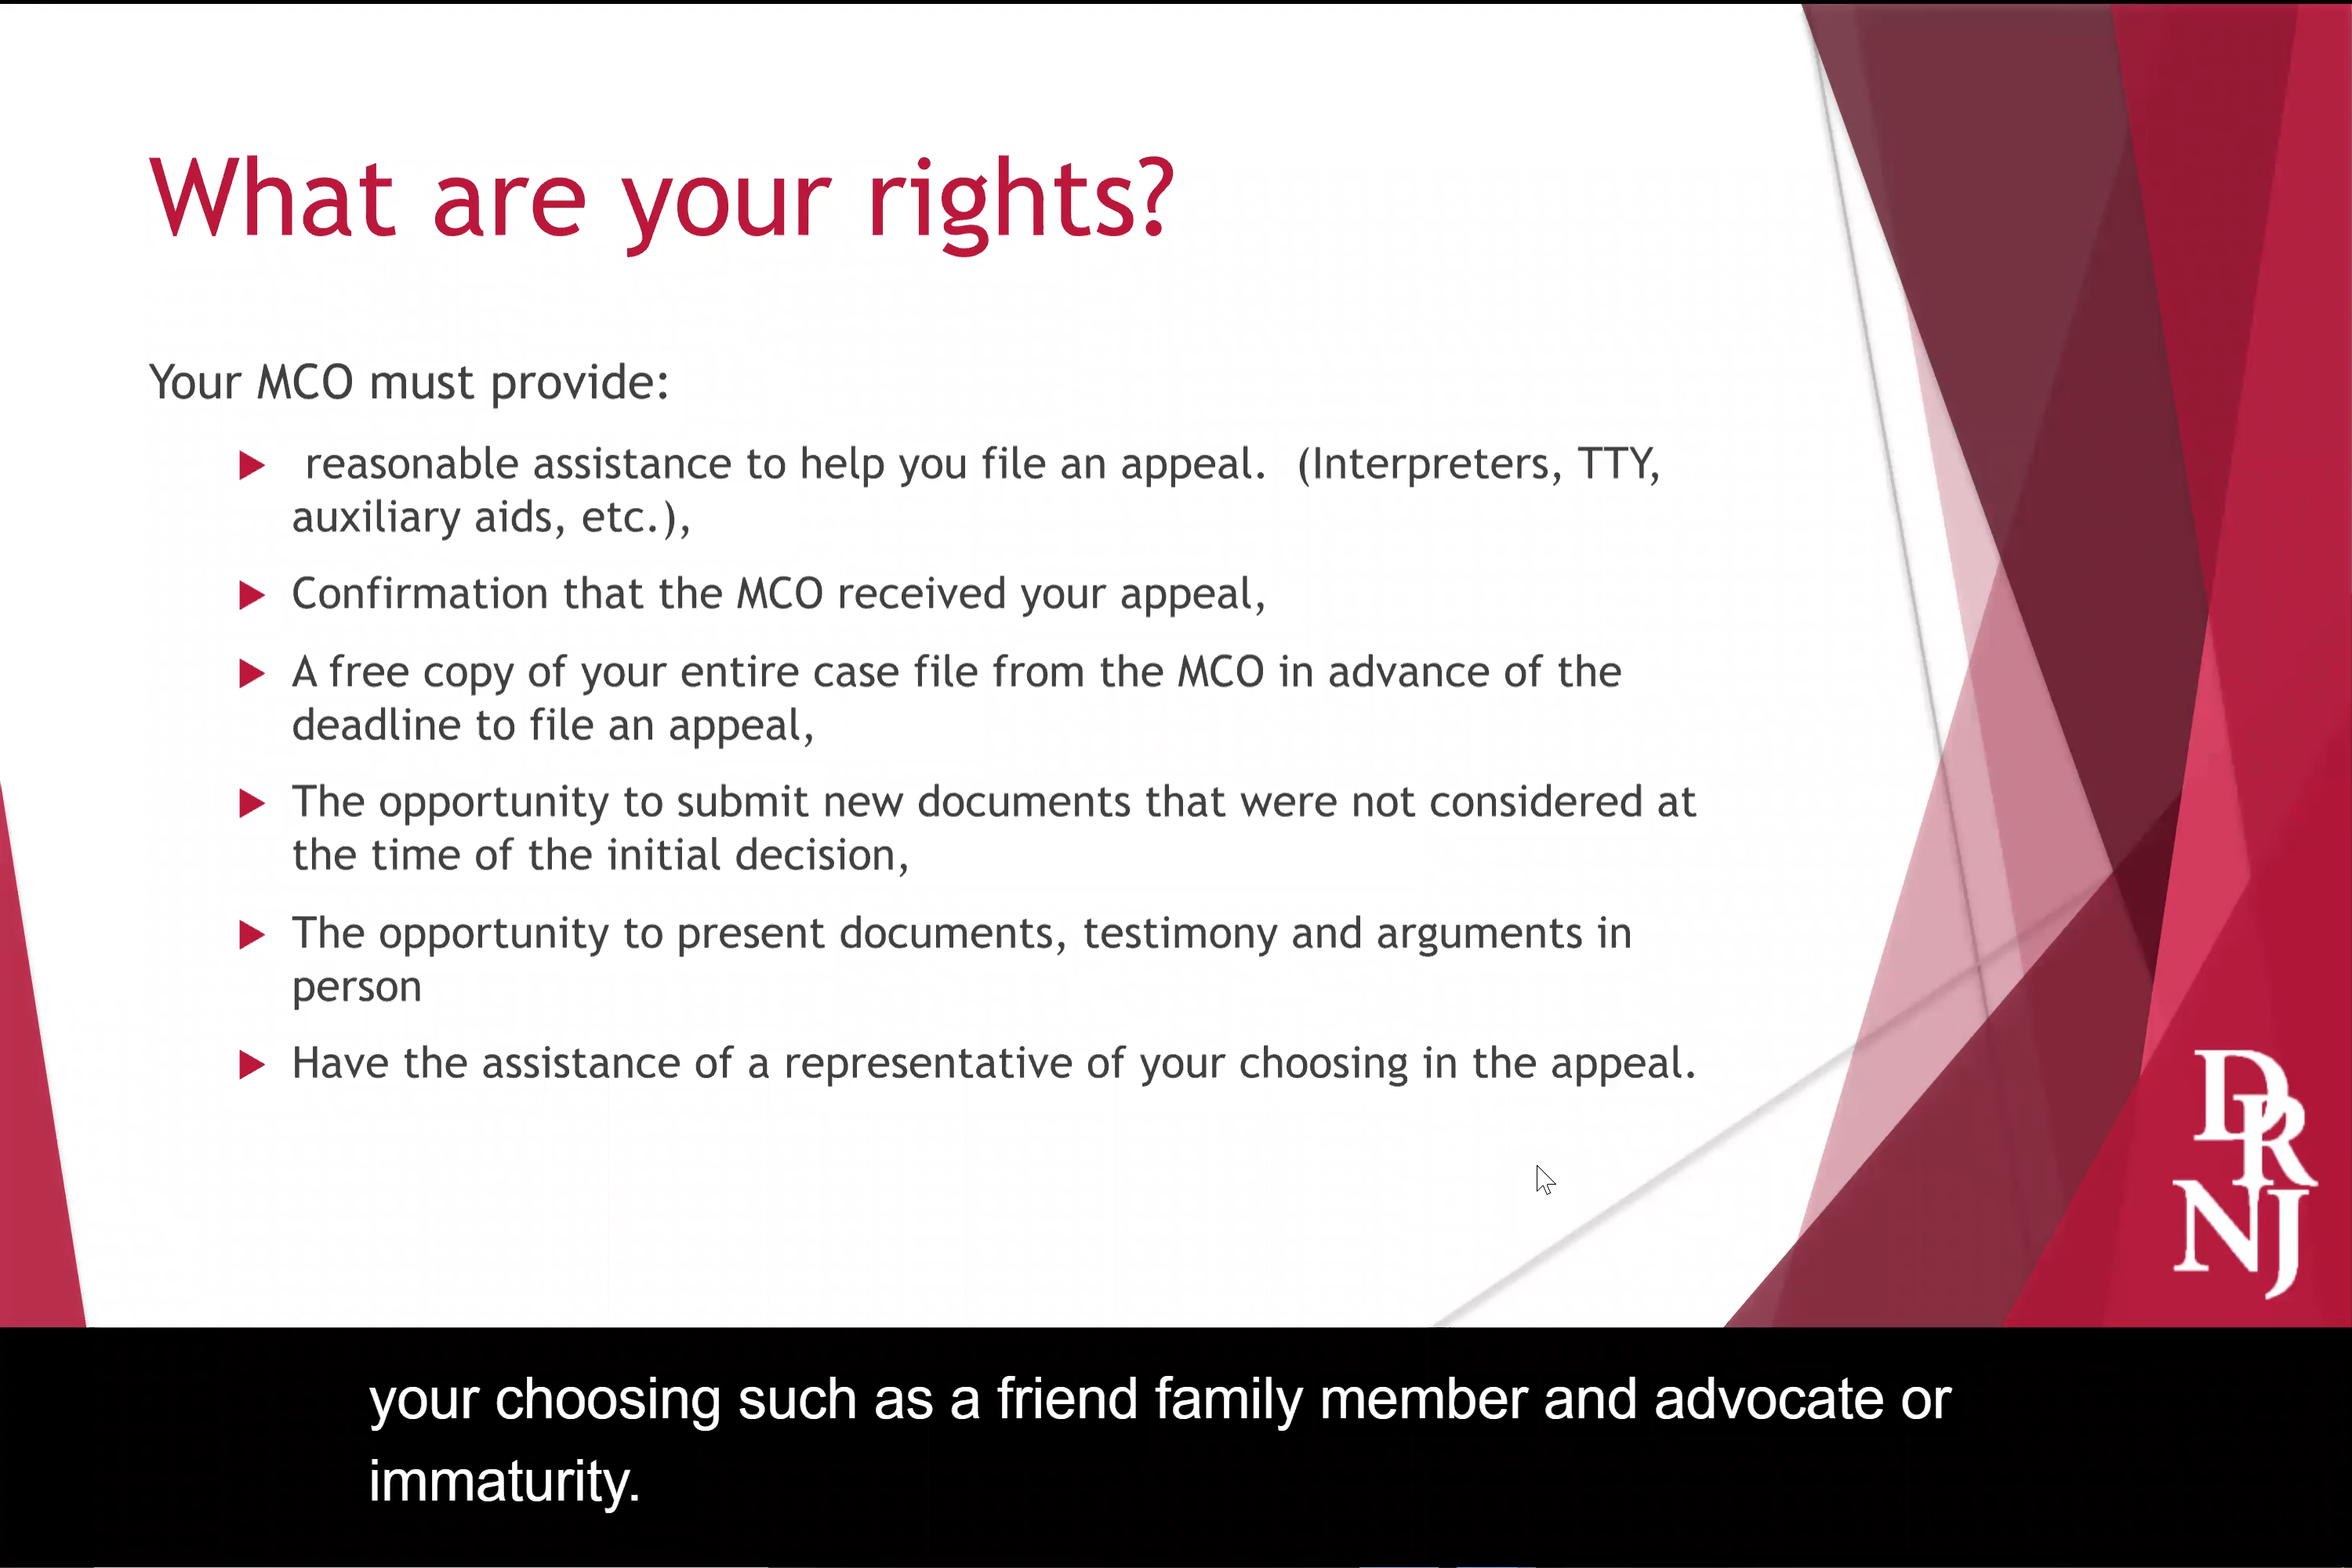 What are your rights?
Your MCO must provide:
reasonable assistance to help you file an appeal.  (Interpreters, TTY,
auxiliary aids, etc.),
Confirmation that the MCO received your appeal,
A free copy of your entire case file from the MCO in advance of the
deadline to file an appeal,
The opportunity to submit new documents that were not considered at
the time of the initial decision,
The opportunity to present documents, testimony and arguments in
person
Have the assistance of a representative of your choosing in the appeal.
DR
NJ
your choosing such as a friend family member and advocate or
immaturity.